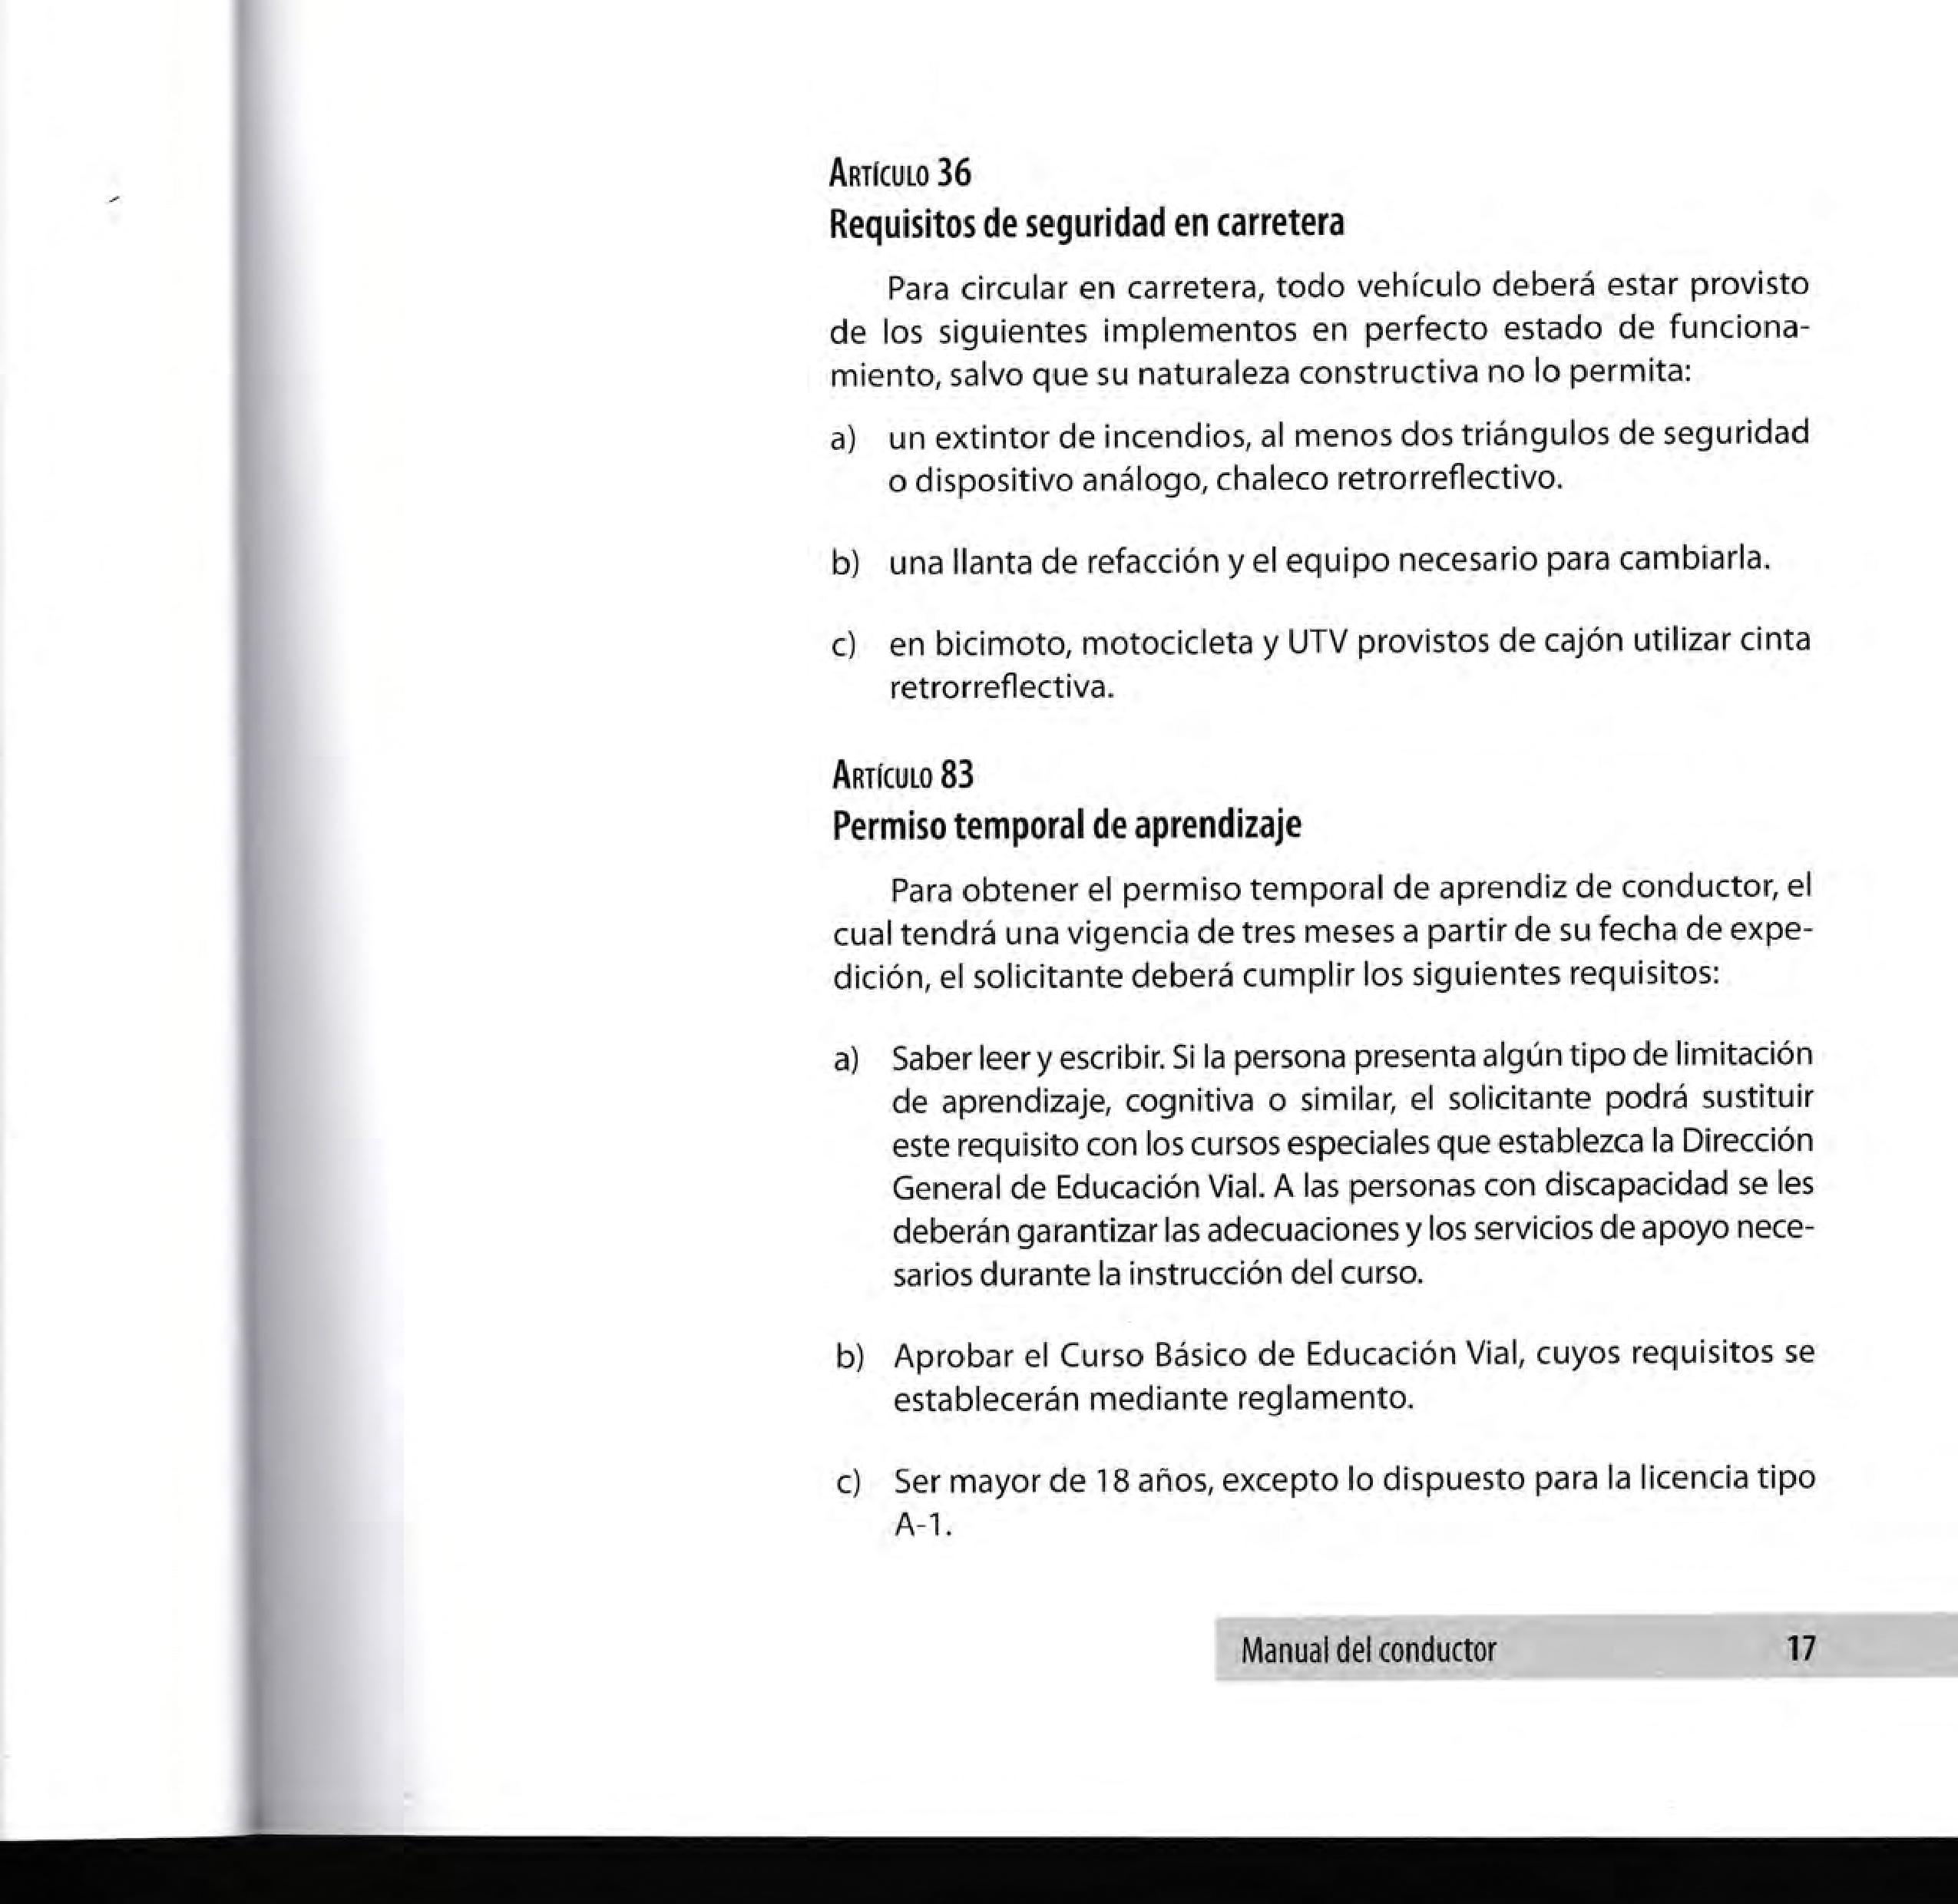 Artículo 36
Requisitos de seguridad en carretera
Para circular en carretera, todo vehículo deberá estar provisto
de los siguientes implementos en perfecto estado de funciona-
miento, salvo que su naturaleza constructiva no lo permita:
a) un extintor de incendios, al menos dos triángulos de seguridad
o dispositivo análogo, chaleco retrorreflectivo.
b) una llanta de refacción y el equipo necesario para cambiarla.
c) en bicimoto, motocicleta y UTV provistos de cajón utilizar cinta
retrorreflectiva.
Artículo 83
Permiso temporal de aprendizaje
Para obtener el permiso temporal de aprendiz de conductor, el
cual tendrá una vigencia de tres meses a partir de su fecha de expe-
dición, el solicitante deberá cumplir los siguientes requisitos:
a) Saber leer y escribir. Si la persona presenta algún tipo de limitación
de aprendizaje, cognitiva o similar, el solicitante podrá sustituir
este requisito con los cursos especiales que establezca la Dirección
General de Educación Vial. A las personas con discapacidad se les
deberán garantizar las adecuaciones y los servicios de apoyo nece-
sarios durante la instrucción del curso.
b) Aprobar el Curso Básico de Educación Vial, cuyos requisitos se
establecerán mediante reglamento.
c) Ser mayor de 18 años, excepto lo dispuesto para la licencia tipo
A-1.
Manual del conductor 17